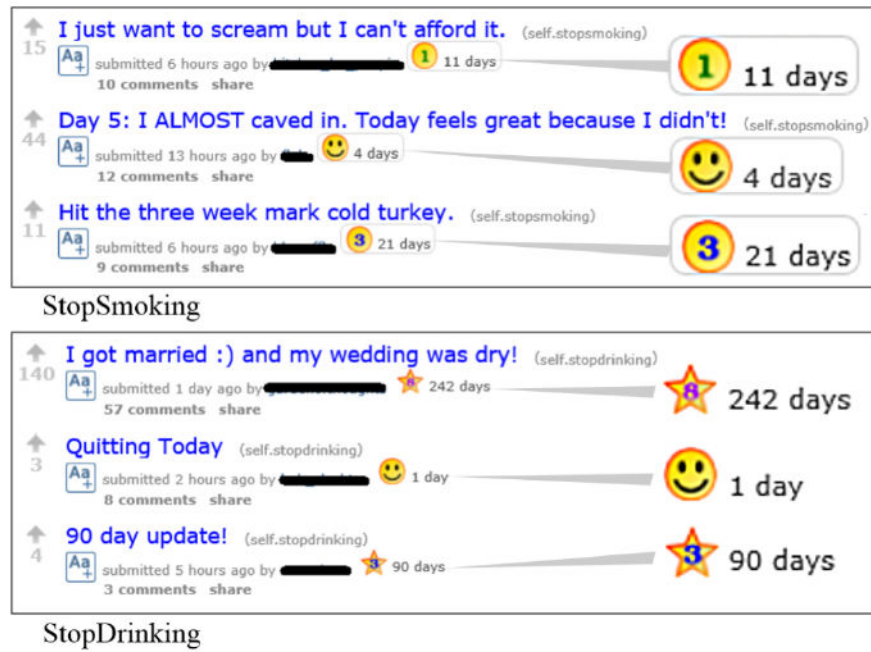 I just want to scream but I can't afford it. (self.stopsmoking)
15
Aa+ submitted 6 hours ago by 1 11 days 1 11 days
10 comments share
Day 5: I ALMOST caved in. Today feels great because I didn't! (self.stopsmoking)
44
Aa+ submitted 13 hours ago by 4 days 4 days
12 comments share
Hit the three week mark cold turkey. (self.stopsmoking)
11
Aa+ submitted 6 hours ago by 3 21 days 3 21 days
9 comments share
StopSmoking
I got married :) and my wedding was dry! (self.stopdrinking)
140
Aa+ submitted 1 day ago by 8 242 days 8 242 days
57 comments share
Quitting Today (self.stopdrinking)
3
Aa+ submitted 2 hours ago by 1 day 1 day
8 comments share
90 day update! (self.stopdrinking)
4
Aa+ submitted 5 hours ago by 3 90 days 3 90 days
3 comments share
StopDrinking